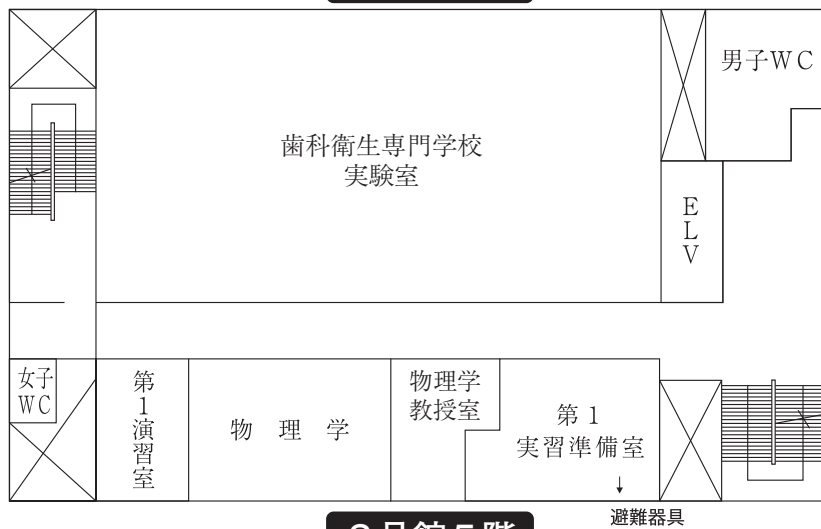 男子WC
歯科衛生専門学校
実験室
ELV
女子
WC
第1演習室
物理学
物理学
教授室
第1
実習準備室
避難器具